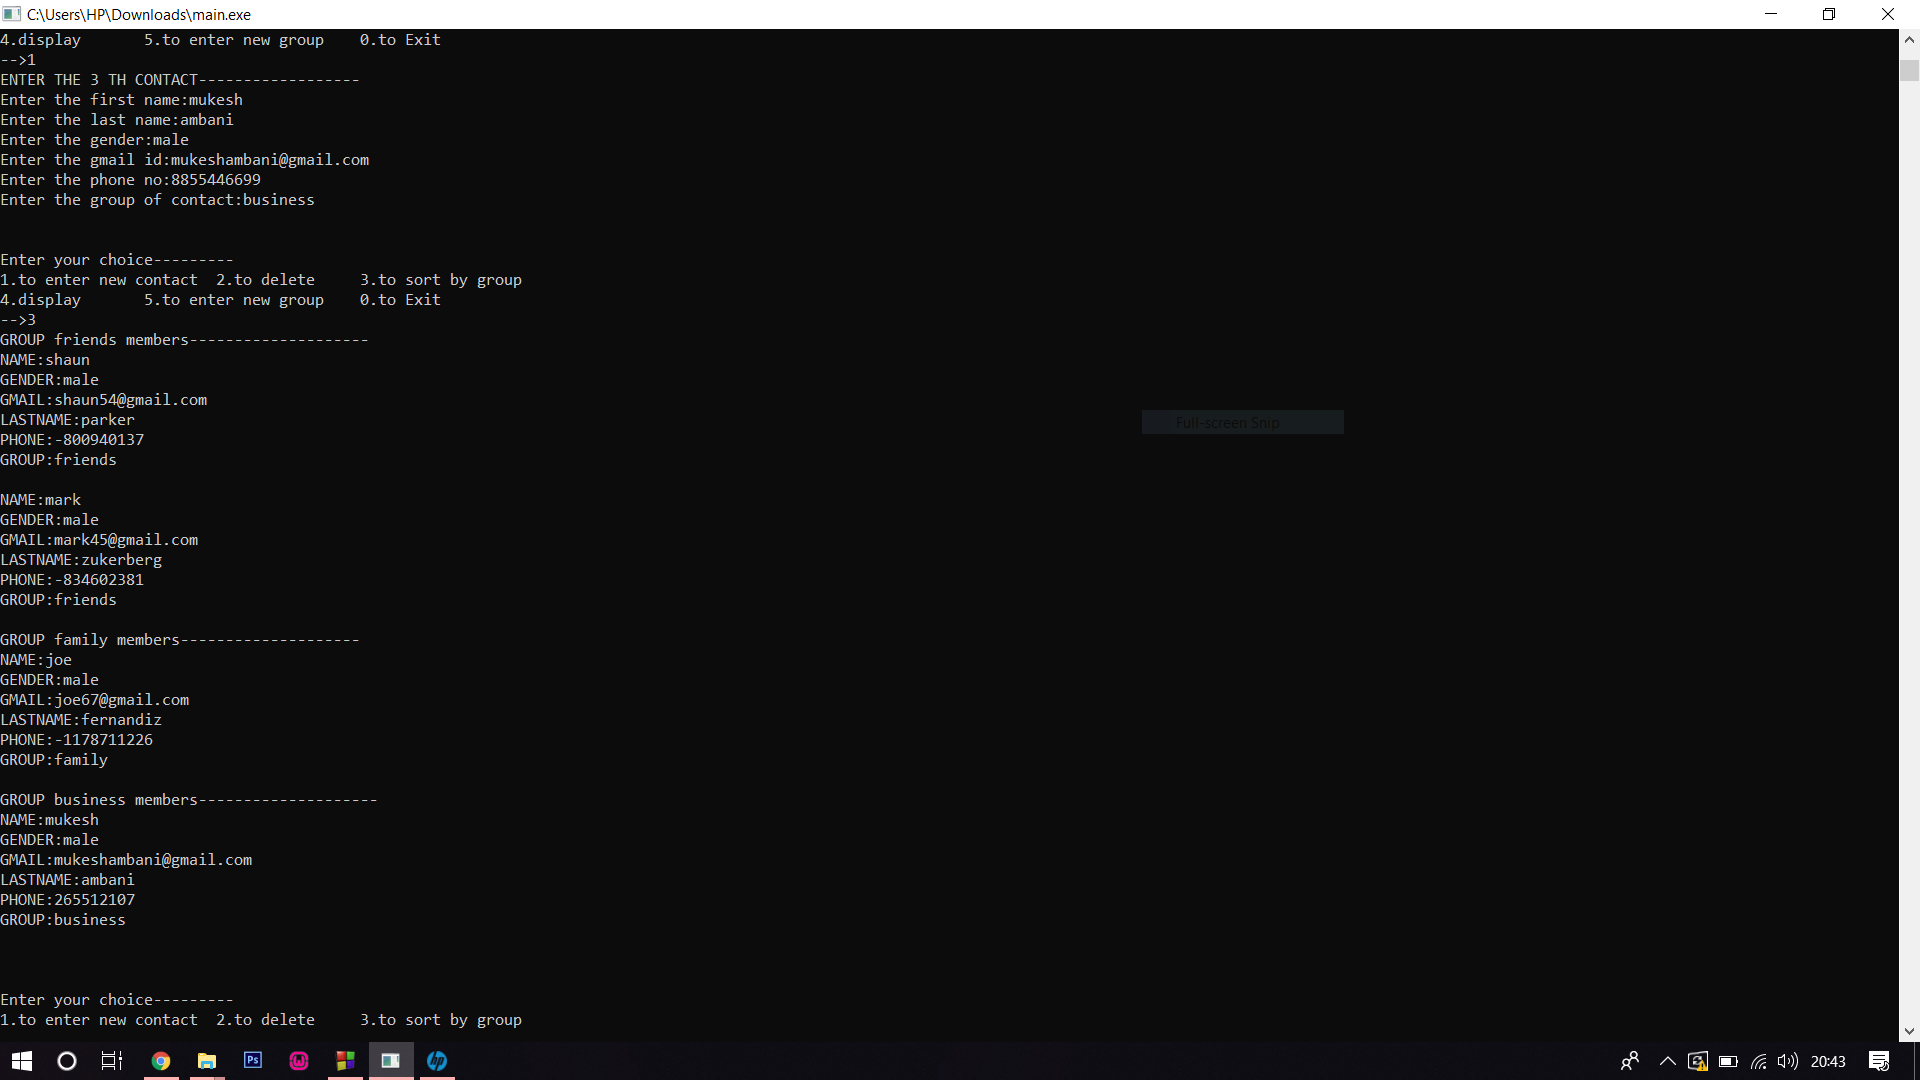 C:\Users\HP\Downloads\main.exe
4.display       5.to enter new group    0.to Exit
-->1
ENTER THE 3 TH CONTACT------------------
Enter the first name:mukesh
Enter the last name:ambani
Enter the gender:male
Enter the gmail id:mukeshambani@gmail.com
Enter the phone no:8855446699
Enter the group of contact:business
Enter your choice---------
1.to enter new contact  2.to delete     3.to sort by group
4.display       5.to enter new group    0.to Exit
-->3
GROUP friends members--------------------
NAME:shaun
GENDER:male
GMAIL:shaun54@gmail.com
LASTNAME:parker
Full-screen Snip
PHONE:-800940137
GROUP:friends
NAME:mark
GENDER:male
GMAIL:mark45@gmail.com
LASTNAME:zukerberg
PHONE:-834602381
GROUP:friends
GROUP family members--------------------
NAME:joe
GENDER:male
GMAIL:joe67@gmail.com
LASTNAME:fernandiz
PHONE:-1178711226
GROUP:family
GROUP business members--------------------
NAME:mukesh
GENDER:male
GMAIL:mukeshambani@gmail.com
LASTNAME:ambani
PHONE:265512107
GROUP:business
Enter your choice---------
1.to enter new contact  2.to delete     3.to sort by group
Ps
hp
20:43